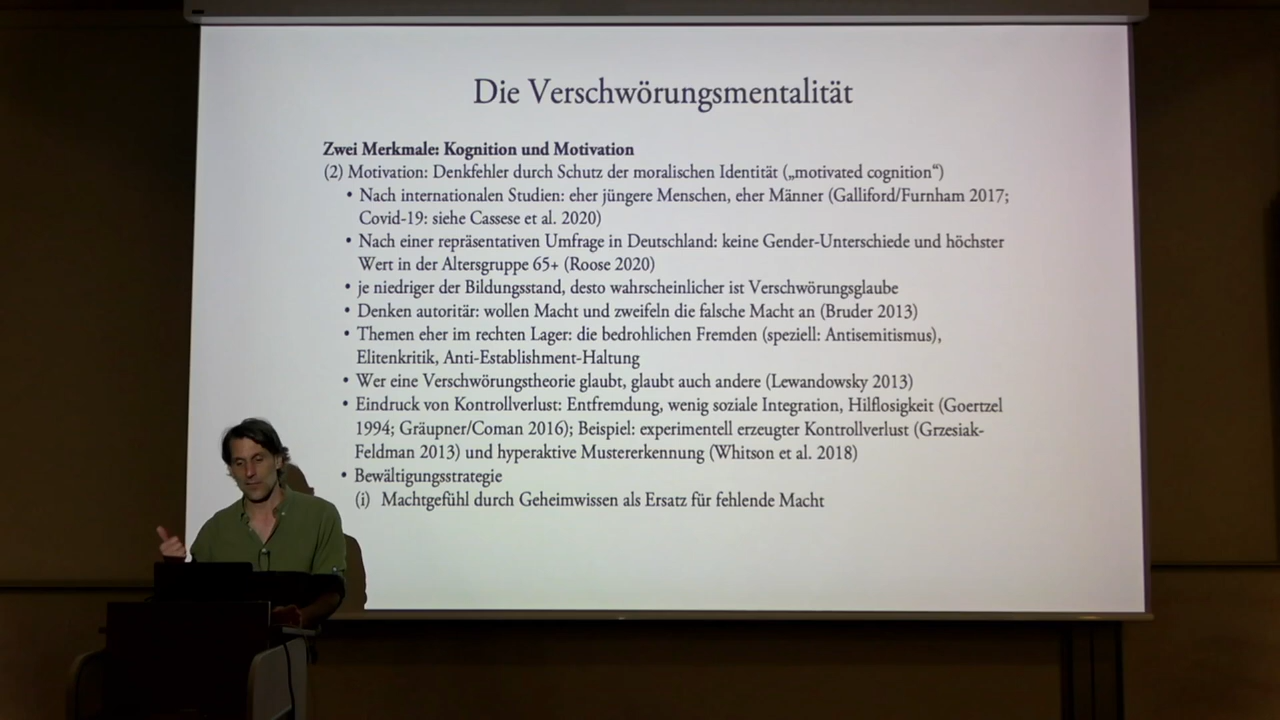 Die Verschwörungsmentalität
Zwei Merkmale: Kognition und Motivation
(2) Motivation: Denkfehler durch Schutz der moralischen Identität („motivated cognition“)
• Nach internationalen Studien: eher jüngere Menschen, eher Männer (Galliford/Furnham 2017;
Covid-19: siehe Cassese et al. 2020)
• Nach einer repräsentativen Umfrage in Deutschland: keine Gender-Unterschiede und höchster
Wert in der Altersgruppe 65+ (Roose 2020)
• je niedriger der Bildungsstand, desto wahrscheinlicher ist Verschwörungsglaube
• Denken autoritär: wollen Macht und zweifeln die falsche Macht an (Bruder 2013)
• Themen eher im rechten Lager: die bedrohlichen Fremden (speziell: Antisemitismus),
Elitenkritik, Anti-Establishment-Haltung
• Wer eine Verschwörungstheorie glaubt, glaubt auch andere (Lewandowsky 2013)
• Eindruck von Kontrollverlust: Entfremdung, wenig soziale Integration, Hilflosigkeit (Goertzel
1994; Gräupner/Coman 2016); Beispiel: experimentell erzeugter Kontrollverlust (Grzesiak-
Feldman 2013) und hyperaktive Mustererkennung (Whitson et al. 2018)
• Bewältigungsstrategie
(i) Machtgefühl durch Geheimwissen als Ersatz für fehlende Macht